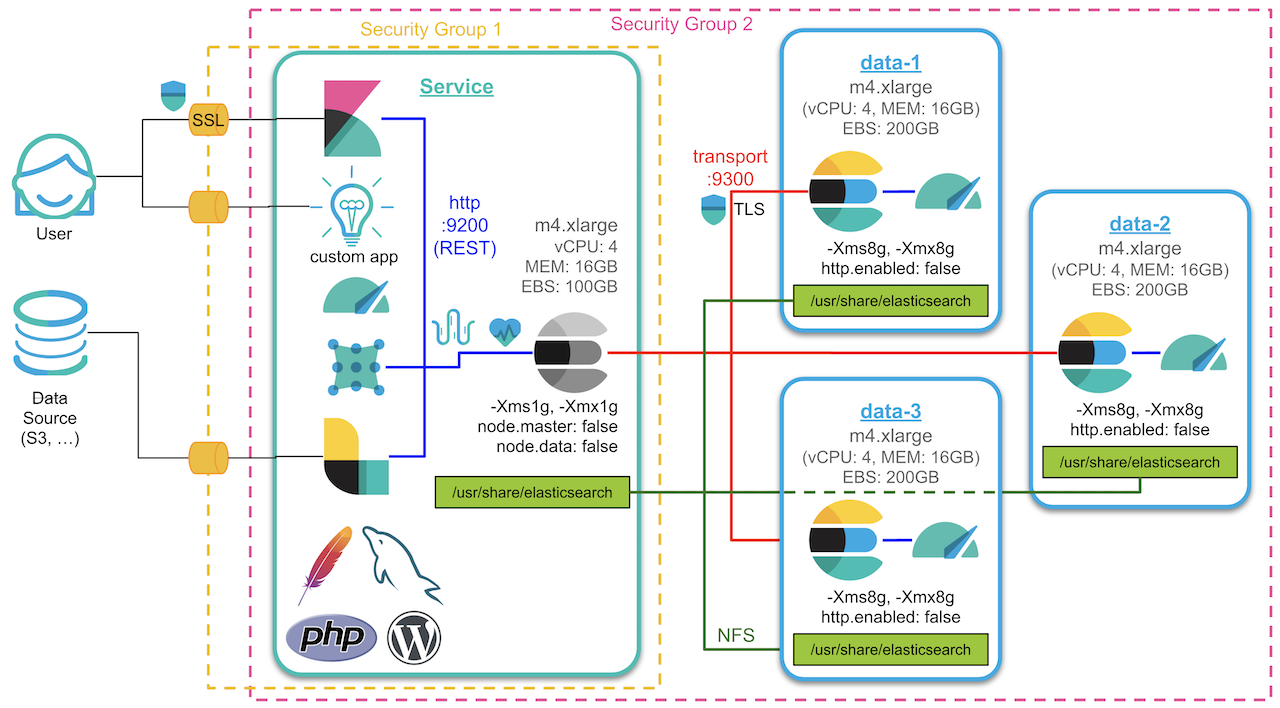 Security Group 1
Security Group 2
Service
SSL
User
custom app
http
:9200
(REST)
m4.xlarge
vCPU: 4
MEM: 16GB
EBS: 100GB
-Xms1g, -Xmx1g
node.master: false
node.data: false
/usr/share/elasticsearch
Data
Source
(S3, …)
php
W
transport
:9300
TLS
NFS
data-1
m4.xlarge
(vCPU: 4, MEM: 16GB)
EBS: 200GB
-Xms8g, -Xmx8g
http.enabled: false
/usr/share/elasticsearch
data-2
m4.xlarge
(vCPU: 4, MEM: 16GB)
EBS: 200GB
-Xms8g, -Xmx8g
http.enabled: false
/usr/share/elasticsearch
data-3
m4.xlarge
(vCPU: 4, MEM: 16GB)
EBS: 200GB
-Xms8g, -Xmx8g
http.enabled: false
/usr/share/elasticsearch